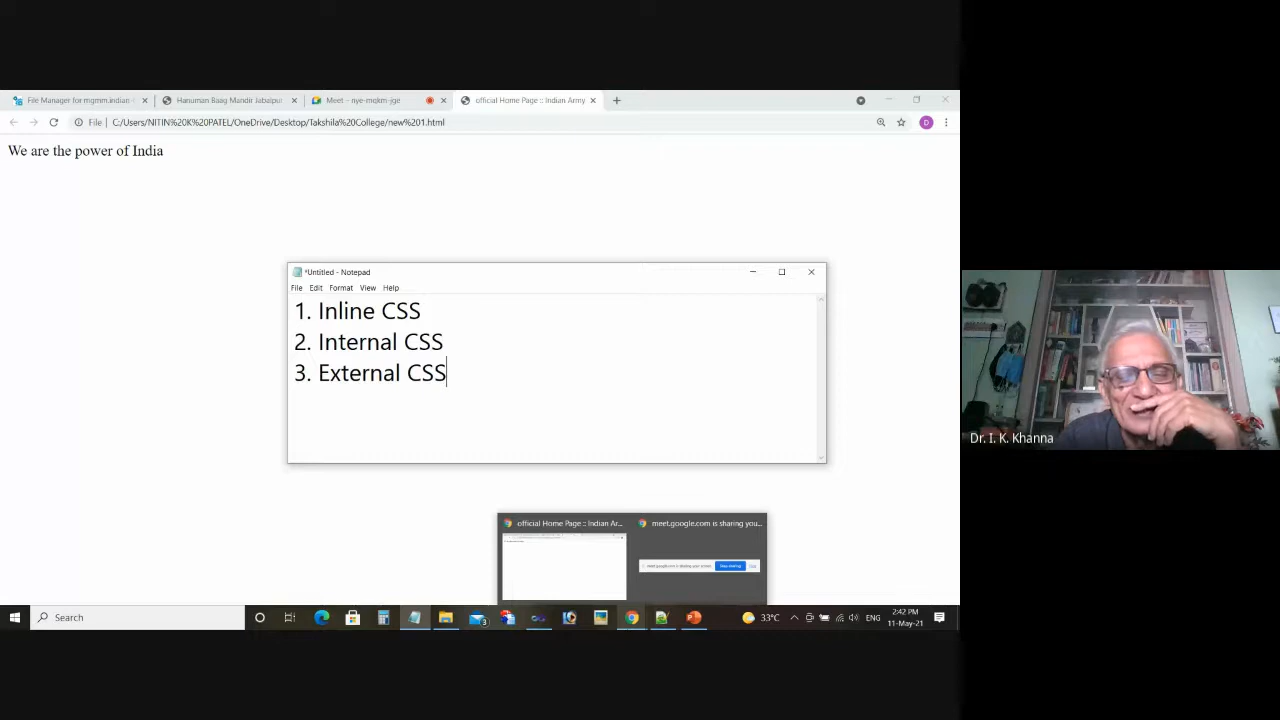 File Manager for mgmm.indian
Hanuman Baag Mandir Jabalpur
Meet – nye-mqkm-jge
official Home Page :: Indian Army
File
C:/Users/NITIN%20K%20PATEL/OneDrive/Desktop/Takshila%20College/new%201.html
D
We are the power of India
*Untitled - Notepad
File Edit Format View Help
1. Inline CSS
2. Internal CSS
3. External CSS
Dr. I. K. Khanna
official Home Page :: Indian Ar...
meet.google.com is sharing you...
Stop sharing
Search
3
33°C
ENG
2:42 PM
11-May-21